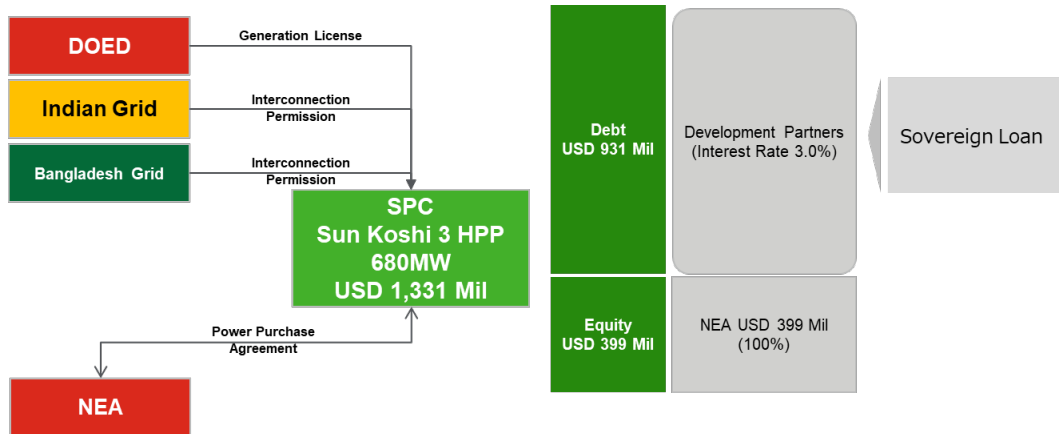 DOED
Generation License
Indian Grid
Interconnection
Permission
Bangladesh Grid
Interconnection
Permission
SPC
Sun Koshi 3 HPP
680MW
USD 1,331 Mil
Power Purchase
Agreement
NEA
Debt
USD 931 Mil
Development Partners
(Interest Rate 3.0%)
Sovereign Loan
Equity
USD 399 Mil
NEA USD 399 Mil
(100%)